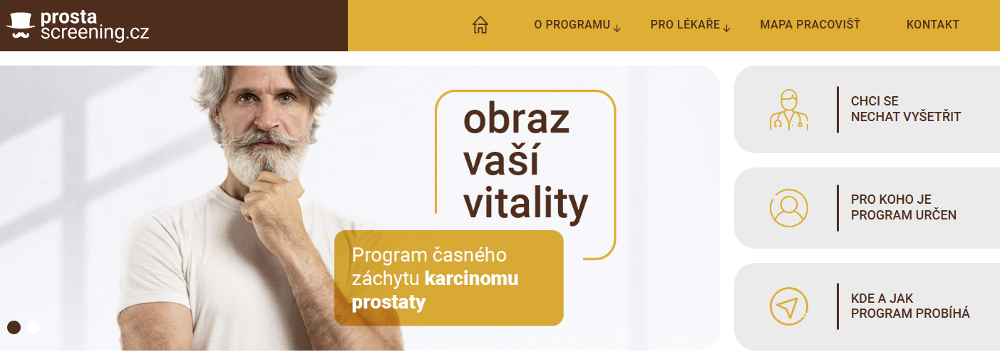 prosta
screening.cz
O PROGRAMU
PRO LÉKAŘE
MAPA PRACOVIŠŤ
KONTAKT
obraz
vaší
vitality
Program časného
záchytu karcinomu
prostaty
CHCI SE
NECHAT VYŠETŘIT
PRO KOHO JE
PROGRAM URČEN
KDE A JAK
PROGRAM PROBÍHÁ